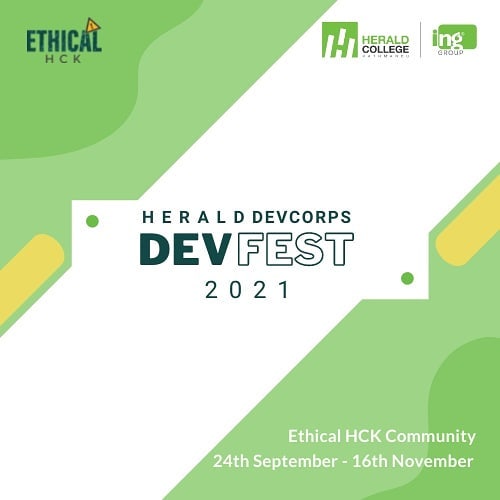 ETHICAL
HCK
HERALD
COLLEGE
KATHMANDU
ing
GROUP
HERALD DEVCORPS
DEVFEST
2021
Ethical HCK Community
24th September - 16th November